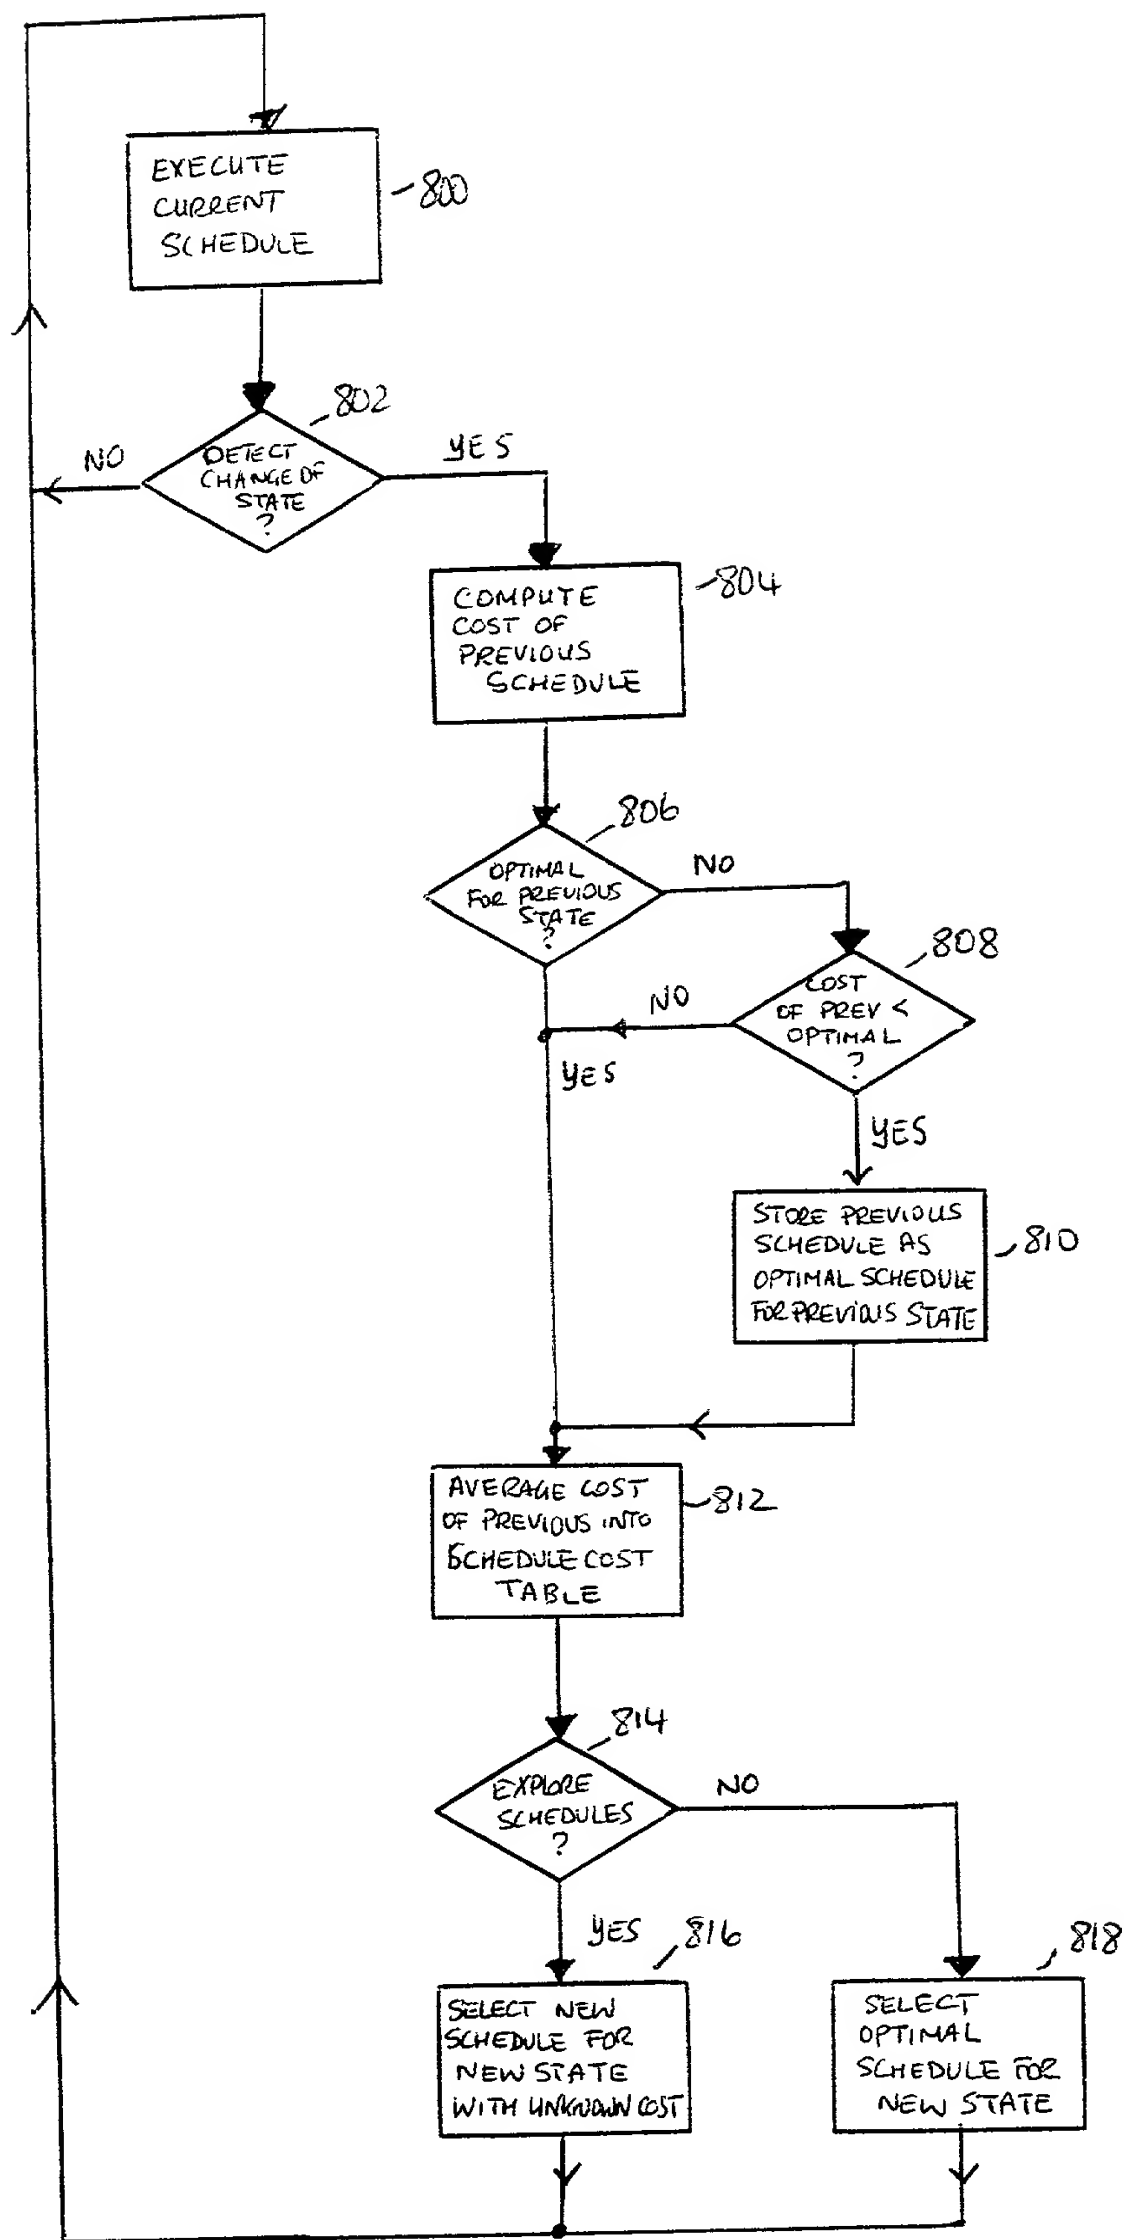 EXECUTE
CURRENT
SCHEDULE
800
802
DETECT
CHANGE OF
STATE
?
NO
YES
804
COMPUTE
COST OF
PREVIOUS
SCHEDULE
806
OPTIMAL
FOR PREVIOUS
STATE
?
NO
808
COST
OF PREV <
OPTIMAL
?
NO
YES
YES
STORE PREVIOUS
SCHEDULE AS
OPTIMAL SCHEDULE
FOR PREVIOUS STATE
810
AVERAGE COST
OF PREVIOUS INTO
SCHEDULE COST
TABLE
812
814
EXPLORE
SCHEDULES
?
NO
YES
816
818
SELECT NEW
SCHEDULE FOR
NEW STATE
WITH UNKNOWN COST
SELECT
OPTIMAL
SCHEDULE FOR
NEW STATE